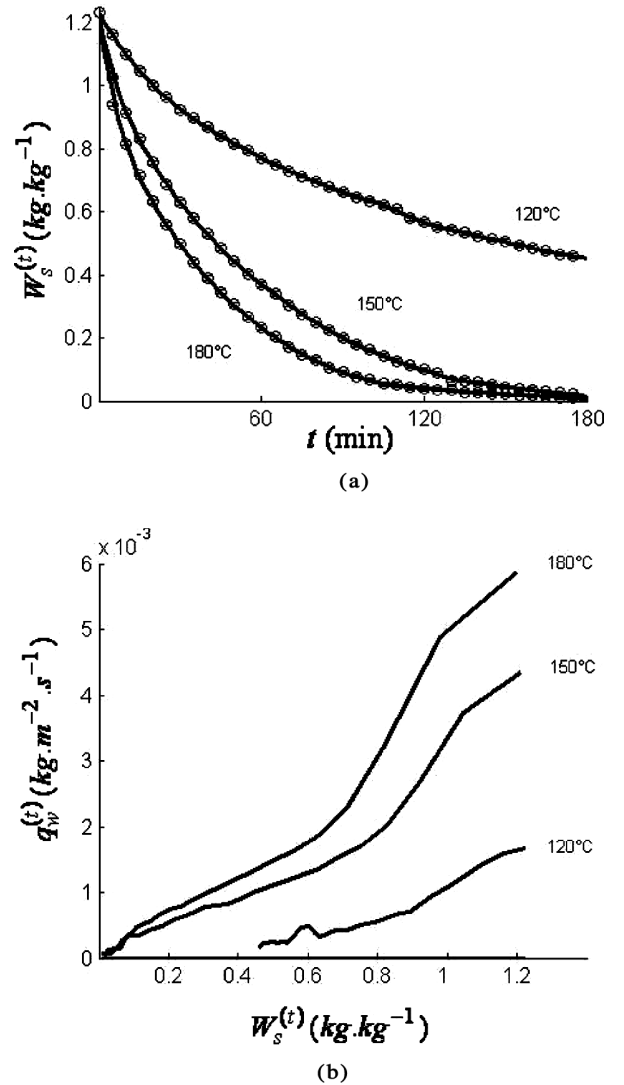 1.2
1
0.8
0.6
0.4
0.2
0
W_s^(t) (kg.kg^-1)
120°C
150°C
180°C
60
120
180
t (min)
(a)
x 10^-3
6
5
4
3
2
1
0
q_w^(t) (kg.m^-2.s^-1)
180°C
150°C
120°C
0.2
0.4
0.6
0.8
1
1.2
W_s^(t) (kg.kg^-1)
(b)